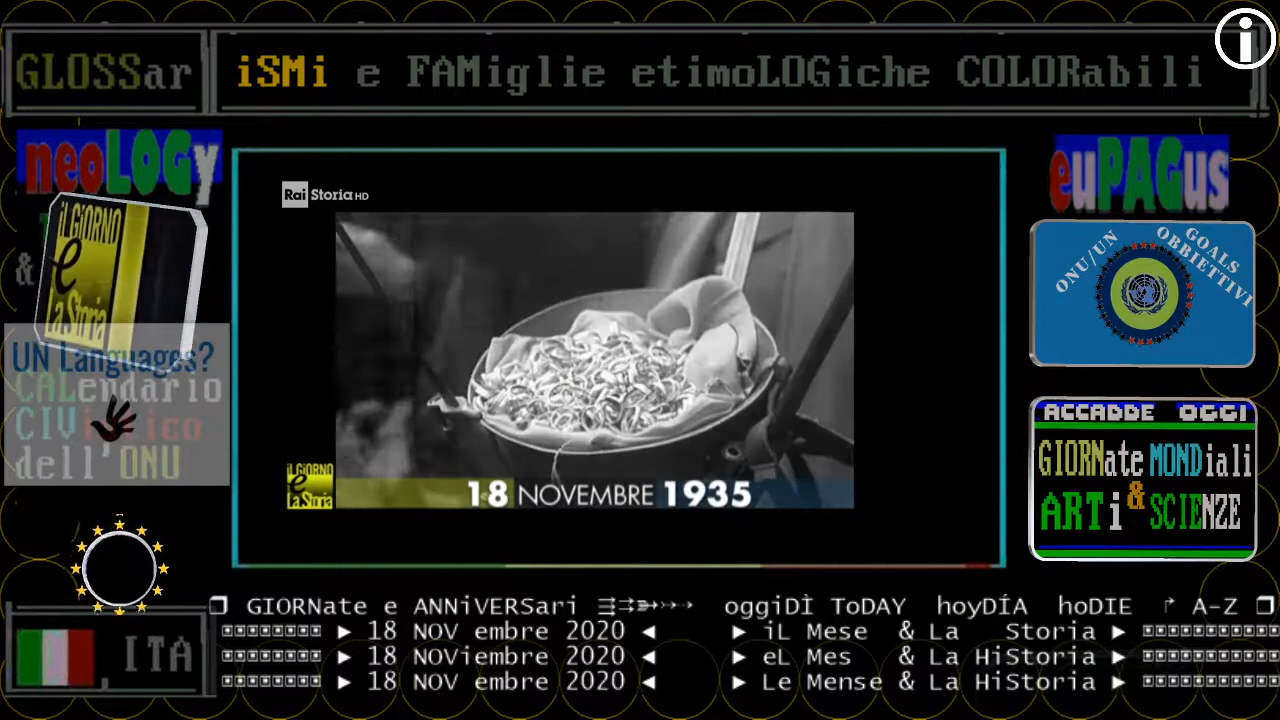 GLOSSar
iSMi e FAMiglie etimoLOGiche COLORabili
neoLOGy
euPAGus
Rai Storia HD
iL GiORNO
e
La Storia
&
ONU/UN
GOALS
OBBIETTIVI
UN Languages?
CALendario
CIVico
dell'ONU
ACCADDE OGGI
GIORNate MONDiali
&
ARTi SCIENZE
iL GiORNO
e
La Storia
18 NOVEMBRE 1935
GIORNate e ANNiVERSari oggiDÌ ToDAY hoyDÍA hoDIE A-Z
18 NOV embre 2020 iL Mese & La Storia
18 NOViembre 2020 eL Mes & La HiStoria
18 NOV embre 2020 Le Mense & La HiStoria
ITA